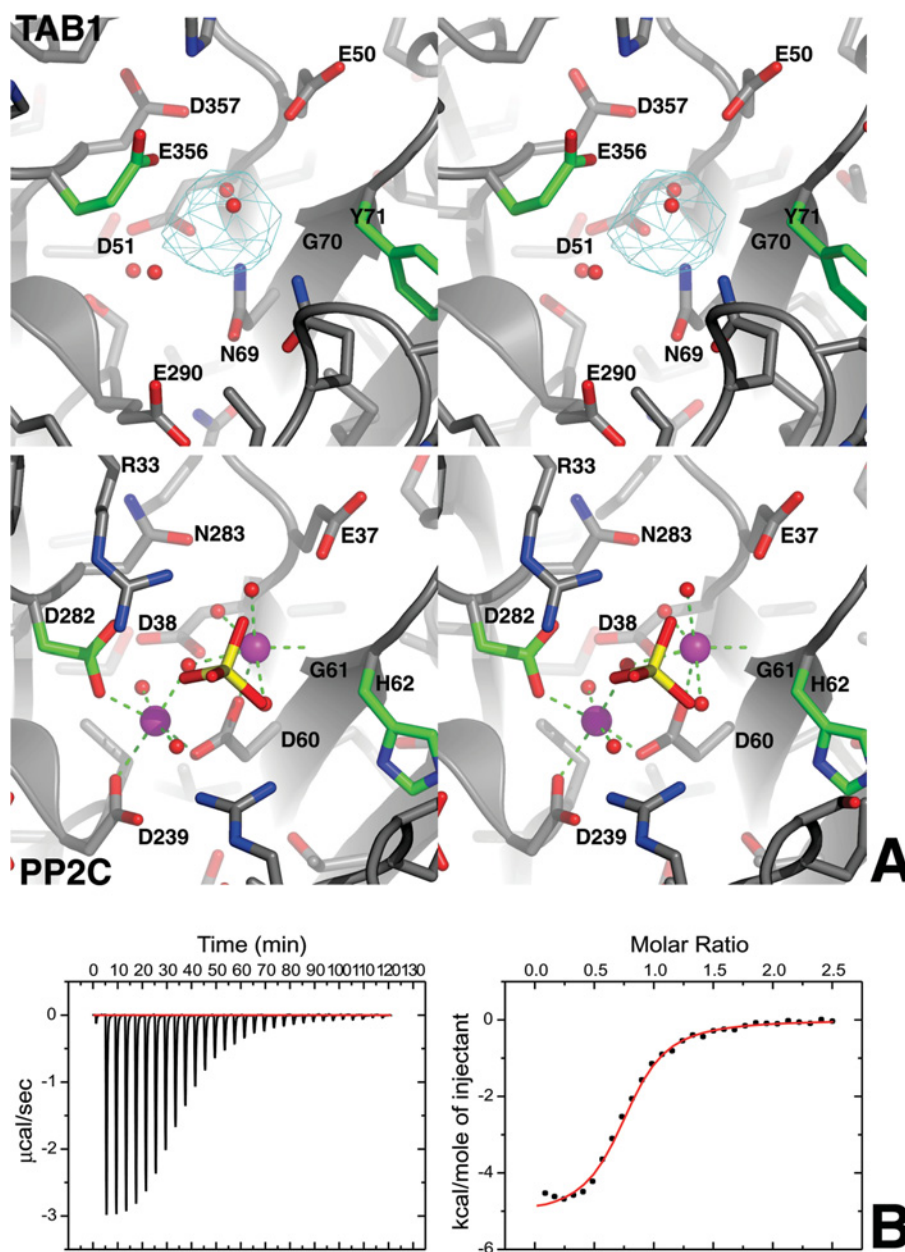 TAB1
E50
D357
E356
Y71
G70
D51
N69
E290
E50
D357
E356
Y71
G70
D51
N69
E290
R33
N283
E37
D282
D38
D60
G61
H62
D239
PP2C
R33
N283
E37
D282
D38
G61
H62
D60
D239
A
Time (min)
0 10 20 30 40 50 60 70 80 90 100 110 120 130
0
-1
-2
-3
µcal/sec
Molar Ratio
0.0 0.5 1.0 1.5 2.0 2.5
0
-2
-4
-6
kcal/mole of injectant
B